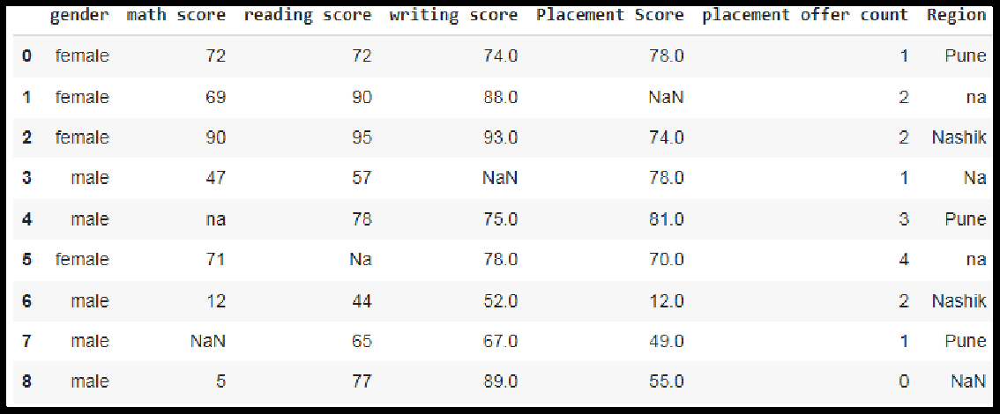 gender math score reading score writing score Placement Score placement offer count Region
0 female 72 72 74.0 78.0 1 Pune
1 female 69 90 88.0 NaN 2 na
2 female 90 95 93.0 74.0 2 Nashik
3 male 47 57 NaN 78.0 1 Na
4 male na 78 75.0 81.0 3 Pune
5 female 71 Na 78.0 70.0 4 na
6 male 12 44 52.0 12.0 2 Nashik
7 male NaN 65 67.0 49.0 1 Pune
8 male 5 77 89.0 55.0 0 NaN